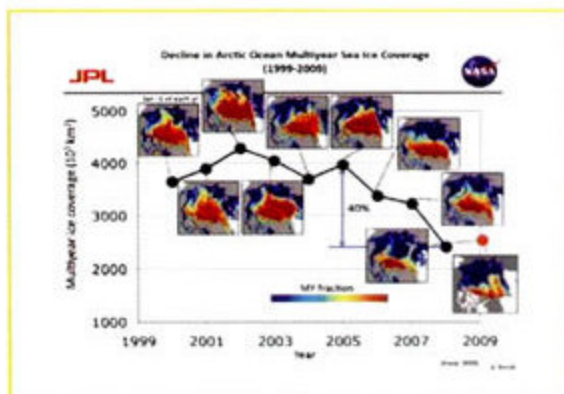 Decline in Arctic Ocean Multiyear Sea Ice Coverage
(1999-2009)
JPL
NASA
Multiyear ice coverage (10³ km²)
5000
4000
3000
2000
1000
40%
MY fraction
1999
2001
2003
2005
2007
2009
Year